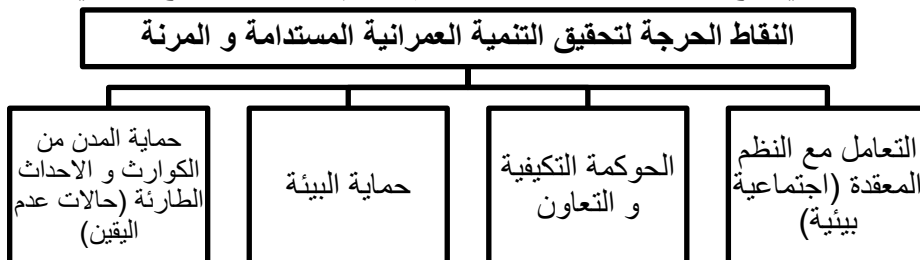 النقاط الحرجة لتحقيق التنمية العمرانية المستدامة و المرنة
التعامل مع النظم
المعقدة (اجتماعية
بيئية)
الحوكمة التكيفية
و التعاون
حماية البيئة
حماية المدن من
الكوارث و الاحداث
الطارئة (حالات عدم
اليقين)